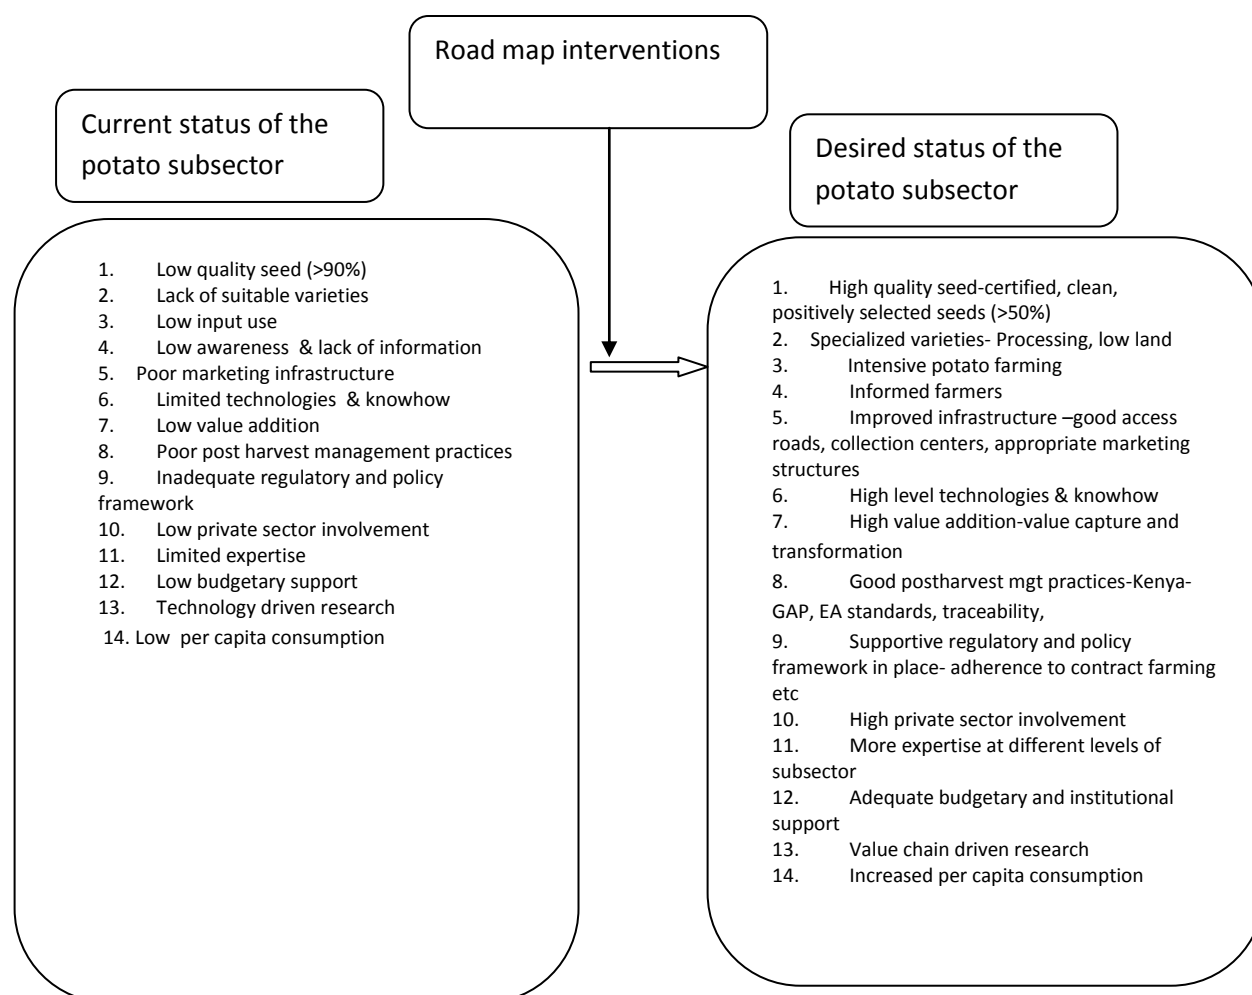 Road map interventions
Current status of the
potato subsector
Desired status of the
potato subsector
1. Low quality seed (>90%)
2. Lack of suitable varieties
3. Low input use
4. Low awareness & lack of information
5. Poor marketing infrastructure
6. Limited technologies & knowhow
7. Low value addition
8. Poor post harvest management practices
9. Inadequate regulatory and policy
framework
10. Low private sector involvement
11. Limited expertise
12. Low budgetary support
13. Technology driven research
14. Low per capita consumption
1. High quality seed-certified, clean,
positively selected seeds (>50%)
2. Specialized varieties- Processing, low land
3. Intensive potato farming
4. Informed farmers
5. Improved infrastructure –good access
roads, collection centers, appropriate marketing
structures
6. High level technologies & knowhow
7. High value addition-value capture and
transformation
8. Good postharvest mgt practices-Kenya-
GAP, EA standards, traceability,
9. Supportive regulatory and policy
framework in place- adherence to contract farming
etc
10. High private sector involvement
11. More expertise at different levels of
subsector
12. Adequate budgetary and institutional
support
13. Value chain driven research
14. Increased per capita consumption